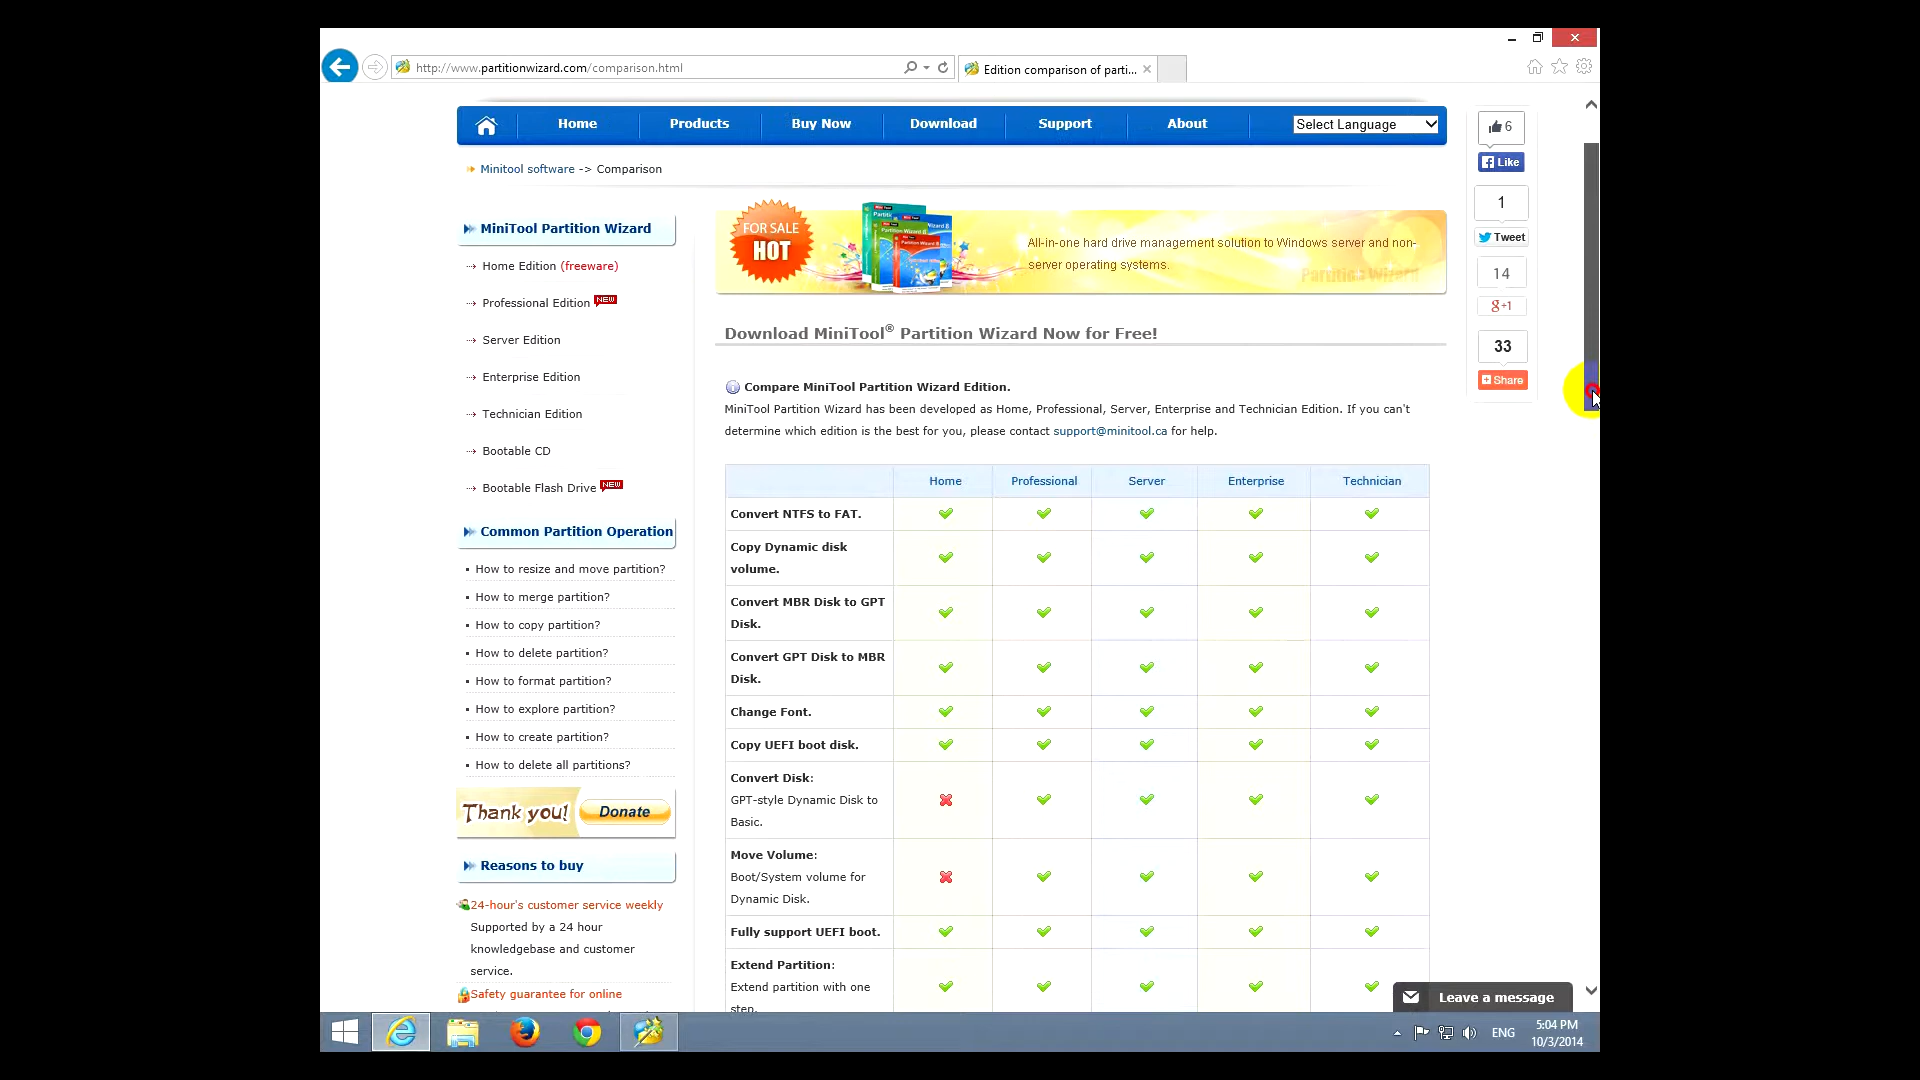 http://www.partitionwizard.com/comparison.html
Edition comparison of parti...
Home
Products
Buy Now
Download
Support
About
Select Language
Minitool software -> Comparison
MiniTool Partition Wizard
Home Edition (freeware)
Professional Edition NEW
Server Edition
Enterprise Edition
Technician Edition
Bootable CD
Bootable Flash Drive NEW
Common Partition Operation
How to resize and move partition?
How to merge partition?
How to copy partition?
How to delete partition?
How to format partition?
How to explore partition?
How to create partition?
How to delete all partitions?
Thank you! Donate
Reasons to buy
24-hour's customer service weekly
Supported by a 24 hour
knowledgebase and customer
service.
Safety guarantee for online
FOR SALE
HOT
All-in-one hard drive management solution to Windows server and non-
server operating systems.
Partition Wizard
Download MiniTool® Partition Wizard Now for Free!
Compare MiniTool Partition Wizard Edition.
MiniTool Partition Wizard has been developed as Home, Professional, Server, Enterprise and Technician Edition. If you can't
determine which edition is the best for you, please contact support@minitool.ca for help.
Home Professional Server Enterprise Technician
Convert NTFS to FAT.
Copy Dynamic disk
volume.
Convert MBR Disk to GPT
Disk.
Convert GPT Disk to MBR
Disk.
Change Font.
Copy UEFI boot disk.
Convert Disk:
GPT-style Dynamic Disk to
Basic.
Move Volume:
Boot/System volume for
Dynamic Disk.
Fully support UEFI boot.
Extend Partition:
Extend partition with one
step.
6
Like
1
Tweet
14
g+1
33
Share
Leave a message
ENG
5:04 PM
10/3/2014